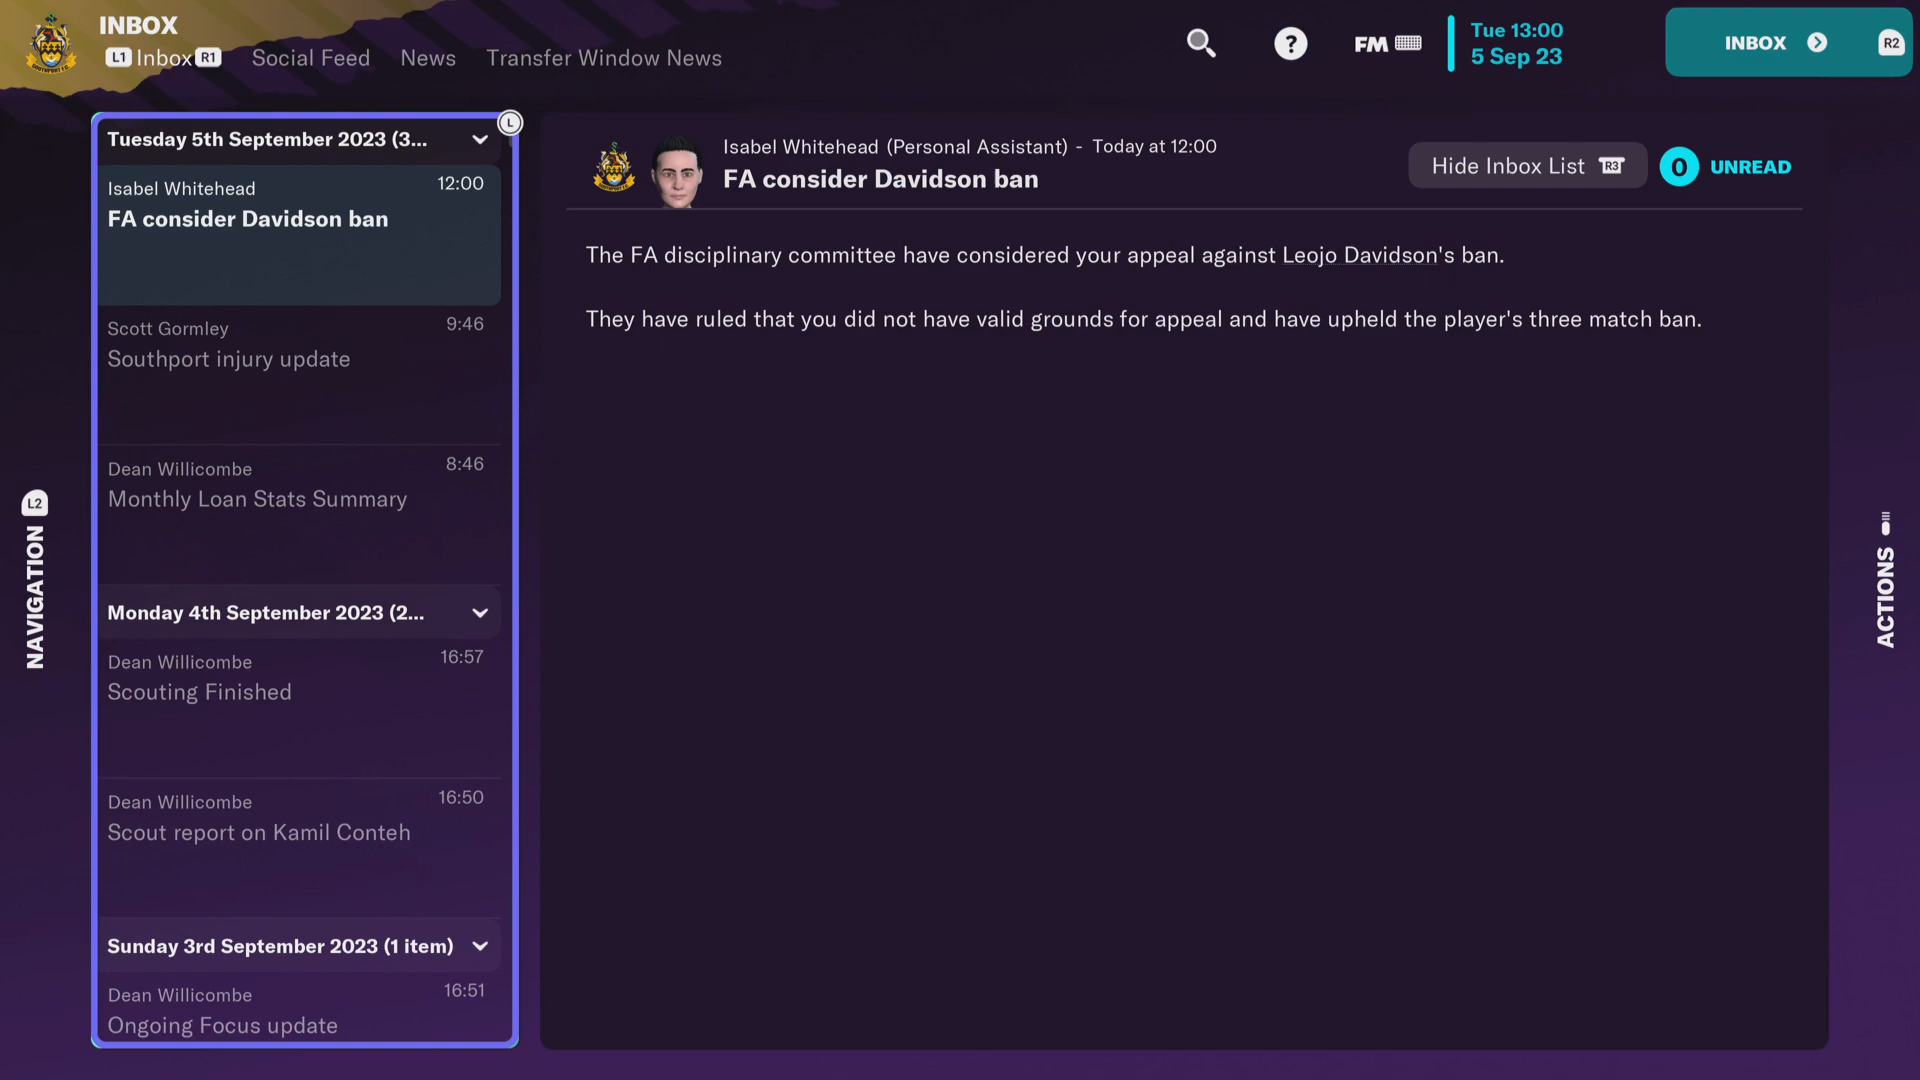 INBOX
L1 Inbox R1 Social Feed News Transfer Window News
FM
Tue 13:00
5 Sep 23
INBOX R2
L
Tuesday 5th September 2023 (3...
Isabel Whitehead 12:00
FA consider Davidson ban
Scott Gormley 9:46
Southport injury update
Dean Willicombe 8:46
Monthly Loan Stats Summary
Monday 4th September 2023 (2...
Dean Willicombe 16:57
Scouting Finished
Dean Willicombe 16:50
Scout report on Kamil Conteh
Sunday 3rd September 2023 (1 item)
Dean Willicombe 16:51
Ongoing Focus update
Isabel Whitehead (Personal Assistant) - Today at 12:00
FA consider Davidson ban
Hide Inbox List R3
0 UNREAD
The FA disciplinary committee have considered your appeal against Leojo Davidson's ban.
They have ruled that you did not have valid grounds for appeal and have upheld the player's three match ban.
NAVIGATION L2
ACTIONS
?
SOUTHPORT F.C.